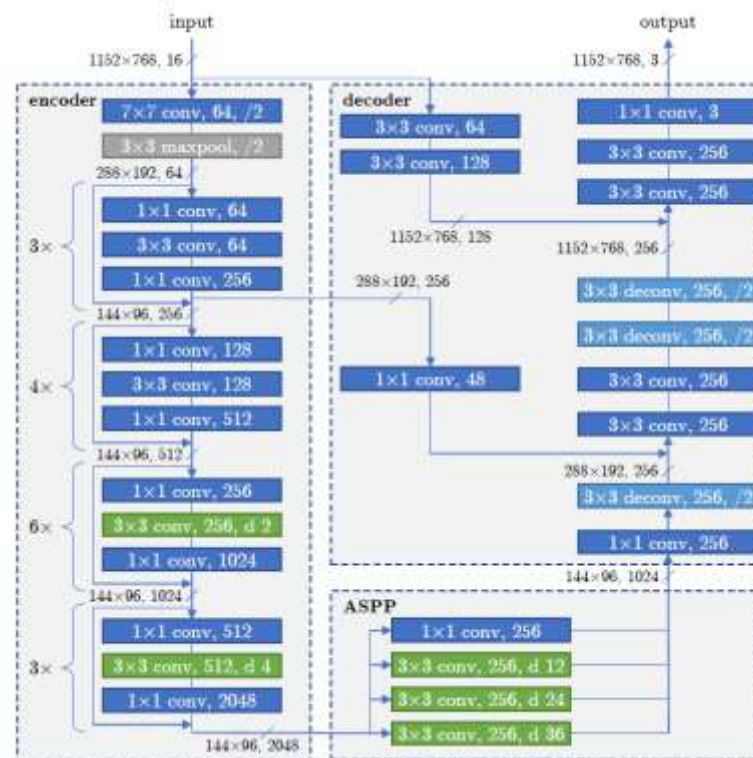 input
output
1152×768, 16
1152×768, 3
encoder
7×7 conv, 64, /2
3×3 maxpool, /2
288×192, 64
3×
1×1 conv, 64
3×3 conv, 64
1×1 conv, 256
144×96, 256
4×
1×1 conv, 128
3×3 conv, 128
1×1 conv, 512
144×96, 512
6×
1×1 conv, 256
3×3 conv, 256, d 2
1×1 conv, 1024
144×96, 1024
3×
1×1 conv, 512
3×3 conv, 512, d 4
1×1 conv, 2048
144×96, 2048
decoder
3×3 conv, 64
3×3 conv, 128
1152×768, 128
288×192, 256
1×1 conv, 48
1×1 conv, 3
3×3 conv, 256
3×3 conv, 256
1152×768, 256
3×3 deconv, 256, /2
3×3 deconv, 256, /2
3×3 conv, 256
3×3 conv, 256
288×192, 256
3×3 deconv, 256, /2
1×1 conv, 256
144×96, 1024
ASPP
1×1 conv, 256
3×3 conv, 256, d 12
3×3 conv, 256, d 24
3×3 conv, 256, d 36